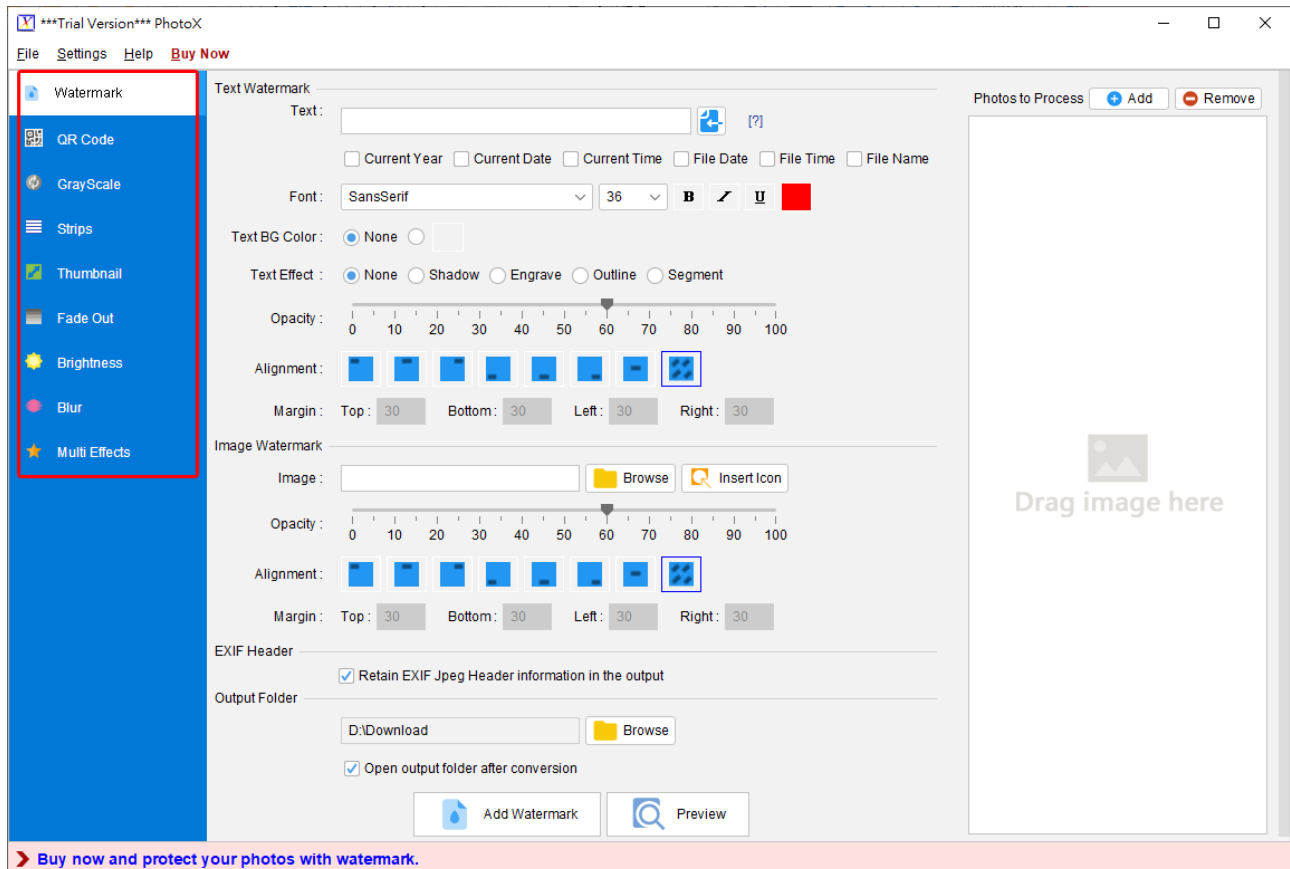 ***Trial Version*** PhotoX
File Settings Help Buy Now
Watermark
QR Code
GrayScale
Strips
Thumbnail
Fade Out
Brightness
Blur
Multi Effects
Text Watermark
Text :
[?]
Current Year Current Date Current Time File Date File Time File Name
Font : SansSerif 36 B I U
Text BG Color : None
Text Effect : None Shadow Engrave Outline Segment
Opacity :
0 10 20 30 40 50 60 70 80 90 100
Alignment :
Margin : Top : 30 Bottom : 30 Left : 30 Right : 30
Image Watermark
Image : Browse Insert Icon
Opacity :
0 10 20 30 40 50 60 70 80 90 100
Alignment :
Margin : Top : 30 Bottom : 30 Left : 30 Right : 30
EXIF Header
Retain EXIF Jpeg Header information in the output
Output Folder
D:\Download Browse
Open output folder after conversion
Add Watermark Preview
Photos to Process Add Remove
Drag image here
Buy now and protect your photos with watermark.